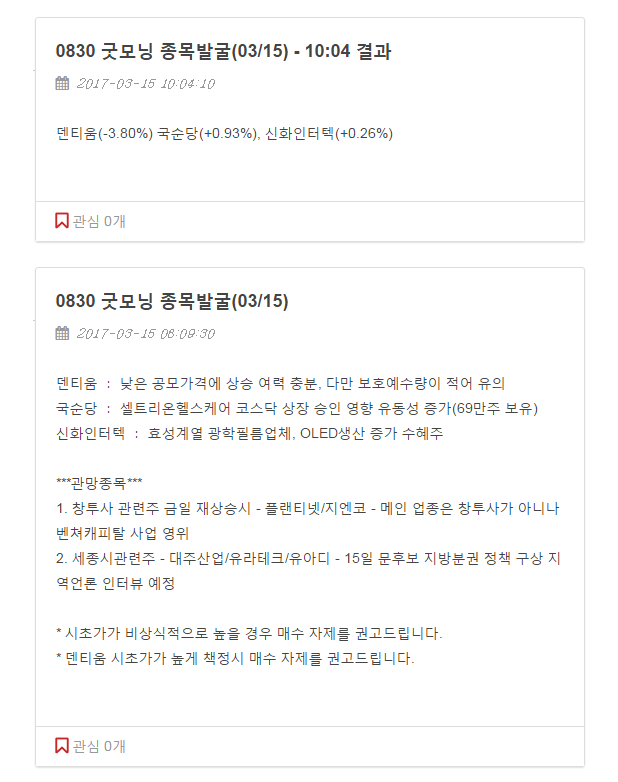 0830 굿모닝 종목발굴(03/15) - 10:04 결과
2017-03-15 10:04:10
덴티움(-3.80%) 국순당(+0.93%), 신화인터텍(+0.26%)
관심 0개
0830 굿모닝 종목발굴(03/15)
2017-03-15 06:09:30
덴티움 : 낮은 공모가격에 상승 여력 충분, 다만 보호예수량이 적어 유의
국순당 : 셀트리온헬스케어 코스닥 상장 승인 영향 유동성 증가(69만주 보유)
신화인터텍 : 효성계열 광학필름업체, OLED생산 증가 수혜주
***관망종목***
1. 창투사 관련주 금일 재상승시 - 플랜티넷/지엔코 - 메인 업종은 창투사가 아니나
벤쳐캐피탈 사업 영위
2. 세종시관련주 - 대주산업/유라테크/유아디 - 15일 문후보 지방분권 정책 구상 지
역언론 인터뷰 예정
* 시초가가 비상식적으로 높을 경우 매수 자제를 권고드립니다.
* 덴티움 시초가가 높게 책정시 매수 자제를 권고드립니다.
관심 0개